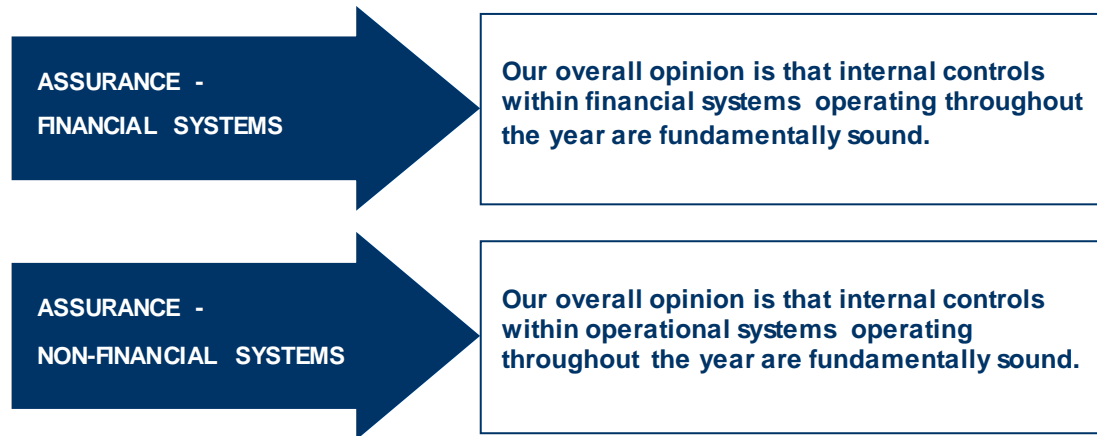 ASSURANCE -
FINANCIAL SYSTEMS
Our overall opinion is that internal controls
within financial systems operating throughout
the year are fundamentally sound.
ASSURANCE -
NON-FINANCIAL SYSTEMS
Our overall opinion is that internal controls
within operational systems operating
throughout the year are fundamentally sound.